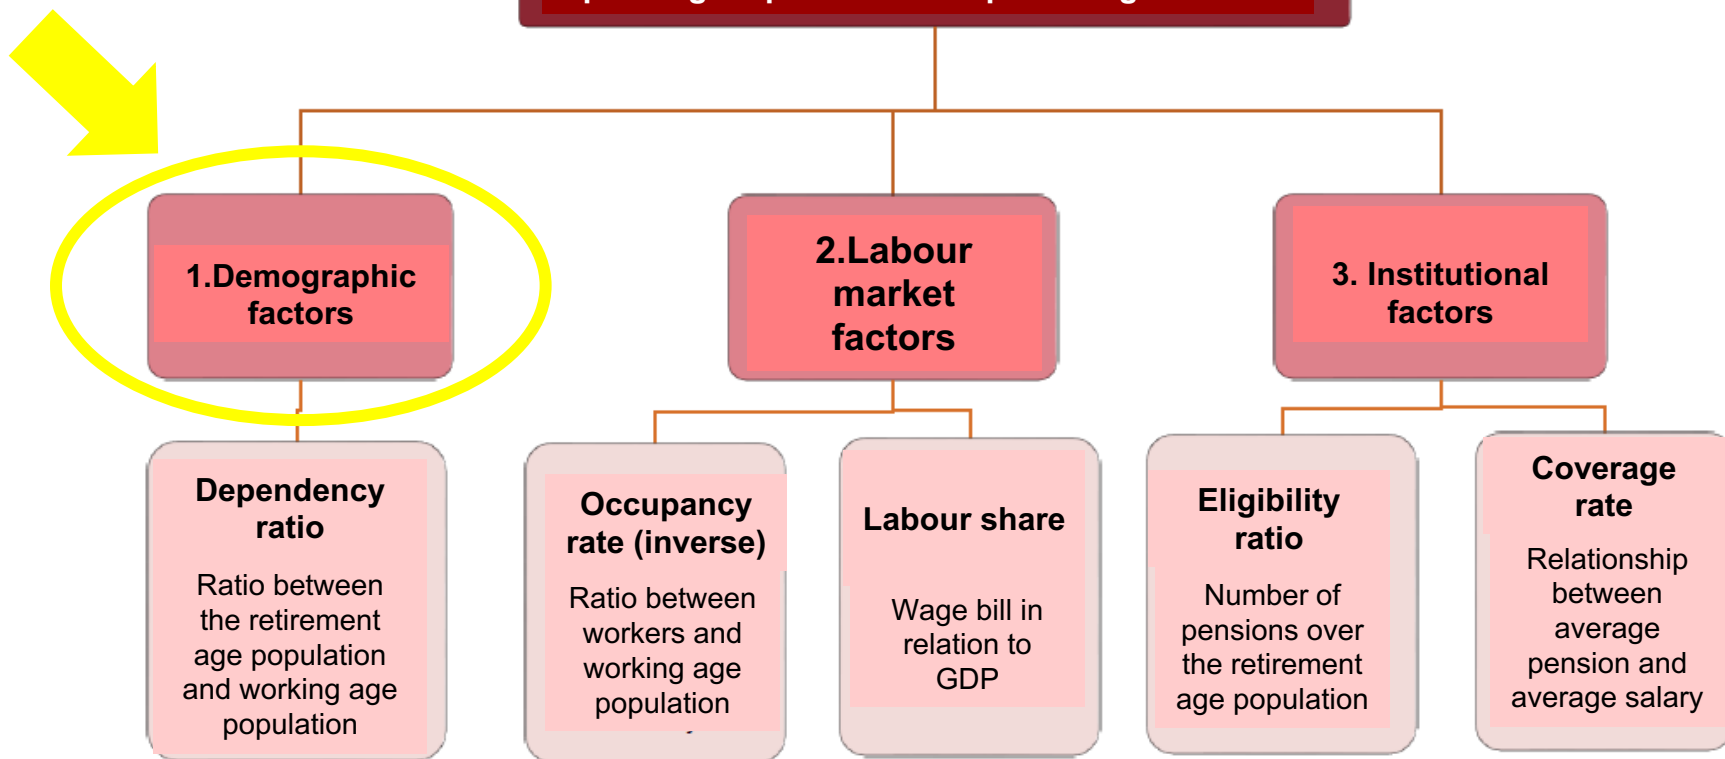 1.Demographic
factors
2.Labour
market
factors
3. Institutional
factors
Dependency
ratio
Ratio between
the retirement
age population
and working age
population
Occupancy
rate (inverse)
Ratio between
workers and
working age
population
Labour share
Wage bill in
relation to
GDP
Eligibility
ratio
Number of
pensions over
the retirement
age population
Coverage
rate
Relationship
between
average
pension and
average salary